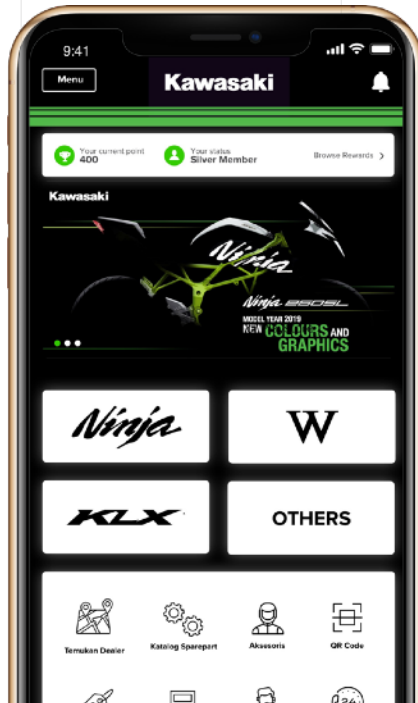 9:41
Menu
Kawasaki
Your current point
400
Your status
Silver Member
Browse Rewards
Kawasaki
Ninja
Ninja 250SL
MODEL YEAR 2019
NEW COLOURS AND
GRAPHICS
Ninja
W
KLX
OTHERS
Temukan Dealer
Katalog Sparepart
Aksesoris
QR Code
24